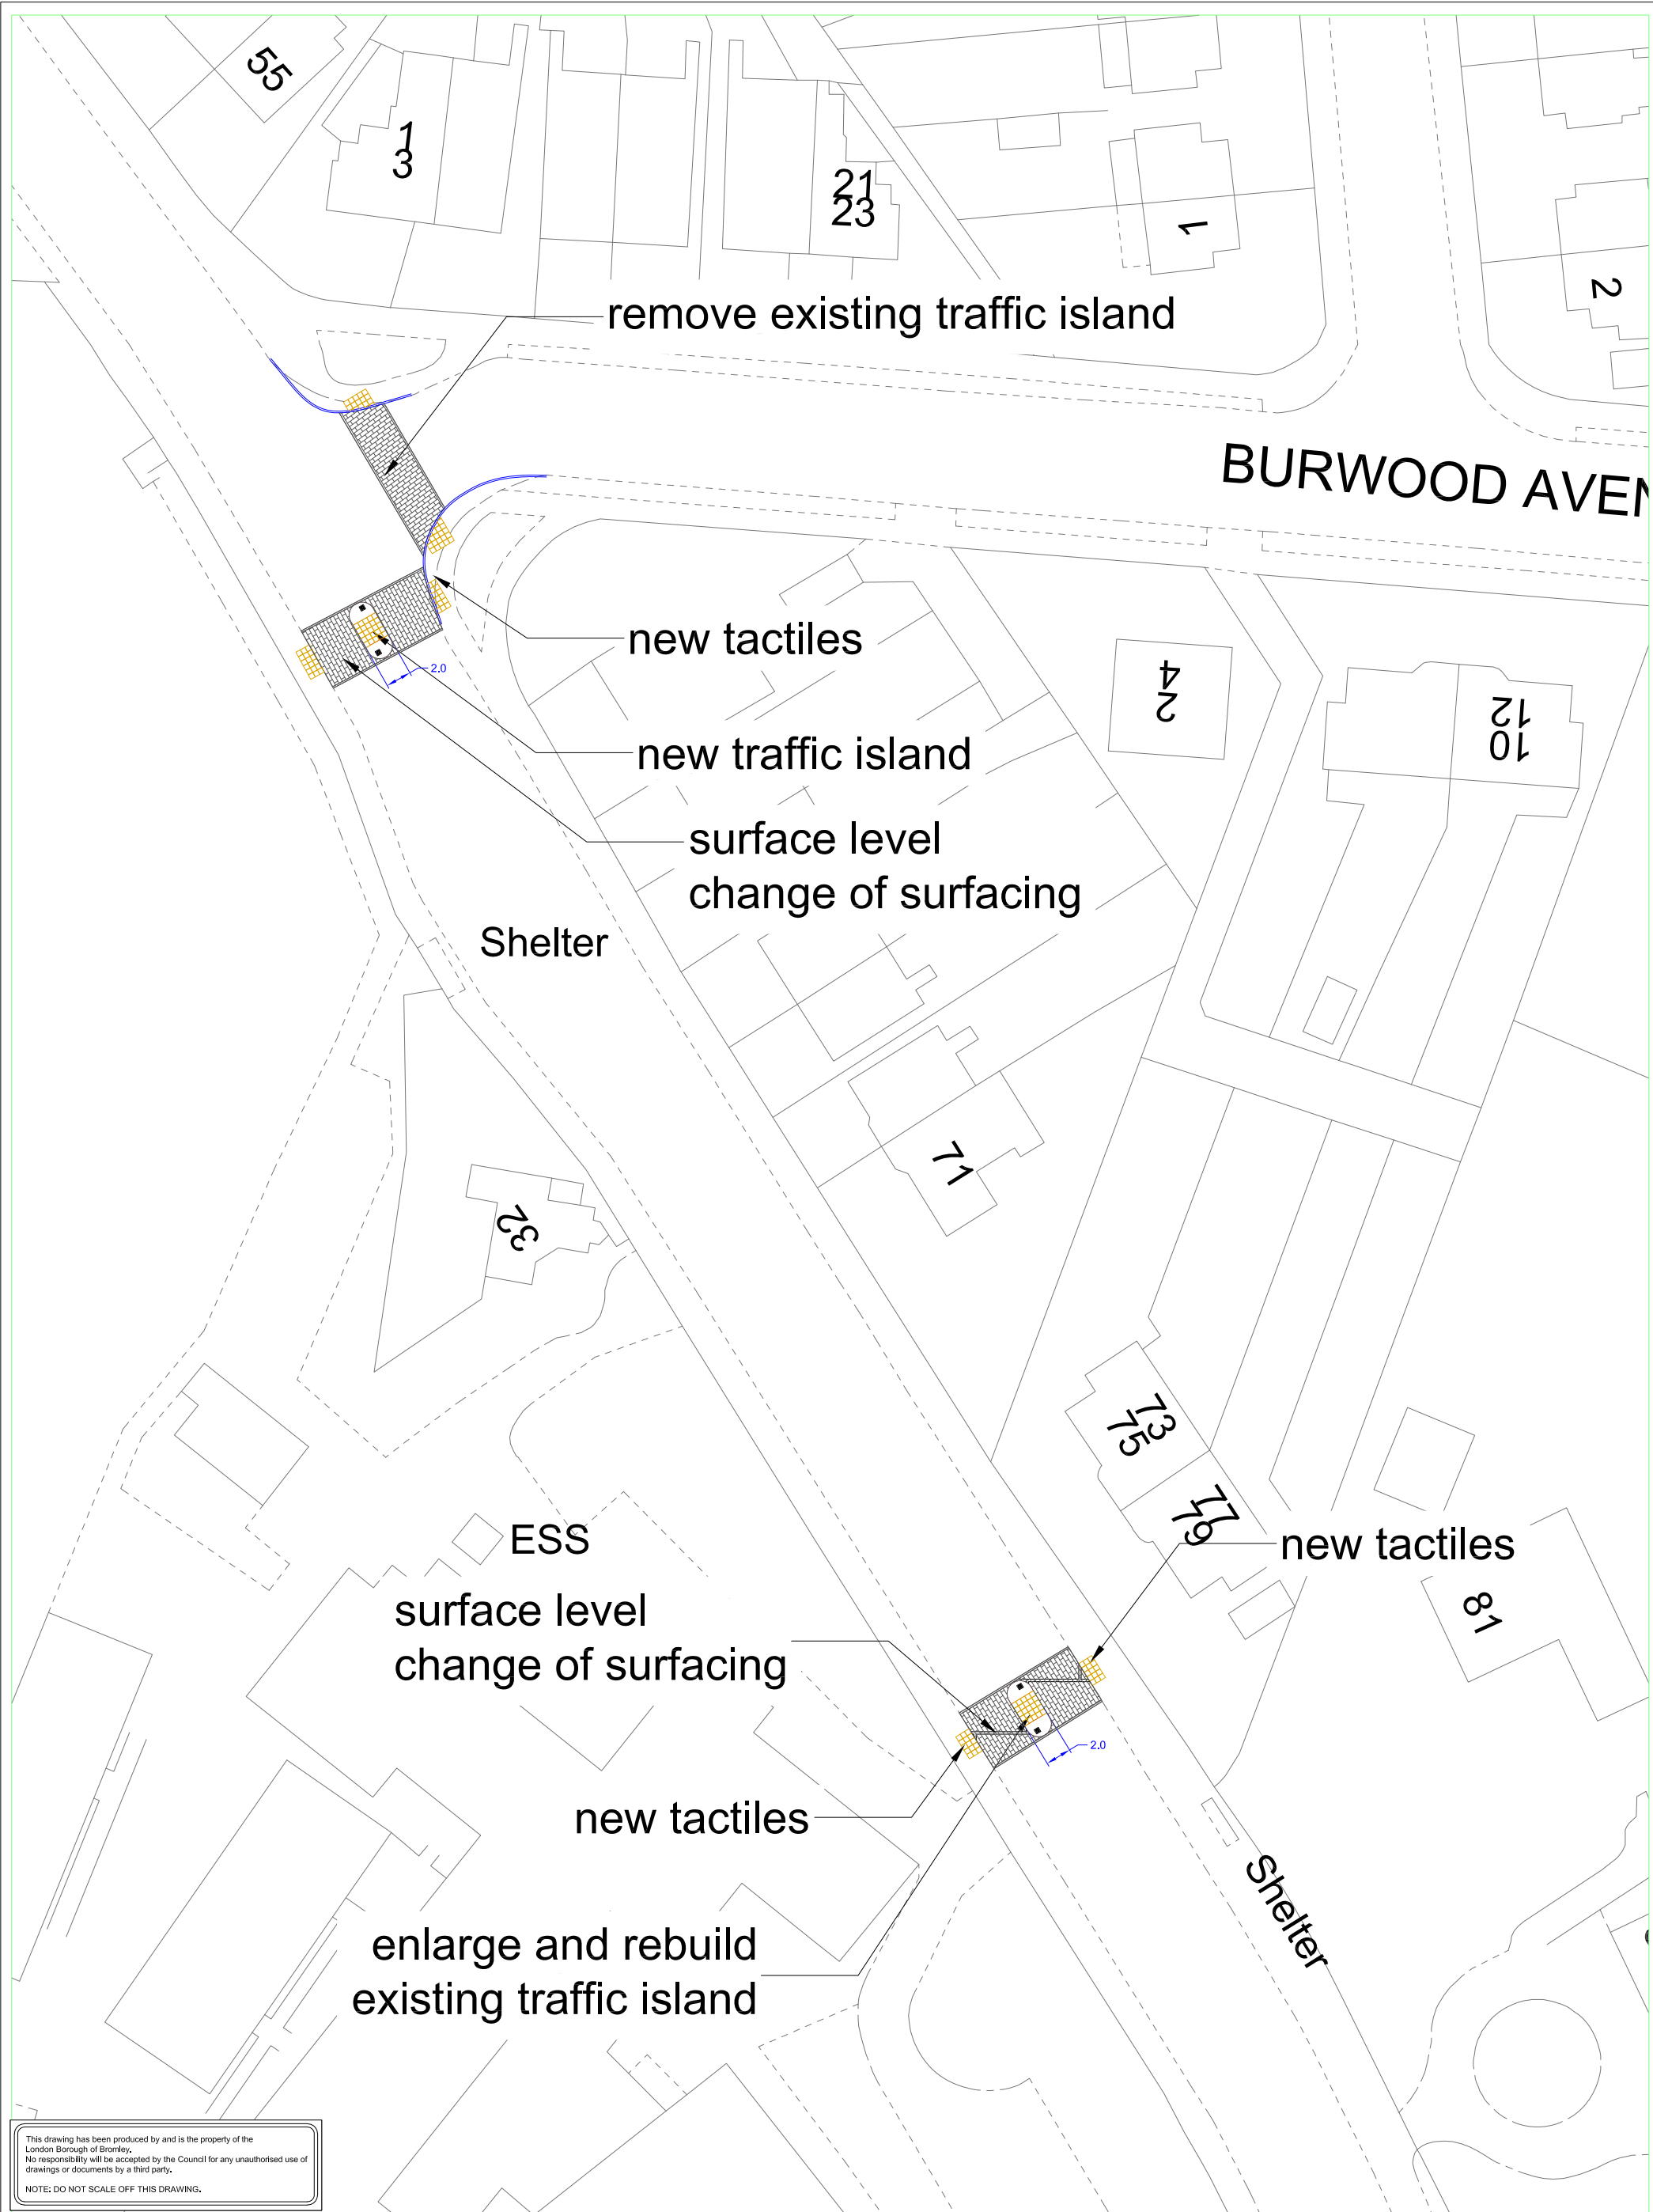 55
1
3
21
23
1
2
remove existing traffic island
BURWOOD AVEN
new tactiles
2.0
2
4
10
12
new traffic island
surface level
change of surfacing
Shelter
71
32
73
75
77
79
ESS
new tactiles
81
surface level
change of surfacing
2.0
new tactiles
Shelter
enlarge and rebuild
existing traffic island
This drawing has been produced by and is the property of the
London Borough of Bromley.
No responsibility will be accepted by the Council for any unauthorised use of
drawings or documents by a third party.
NOTE: DO NOT SCALE OFF THIS DRAWING.